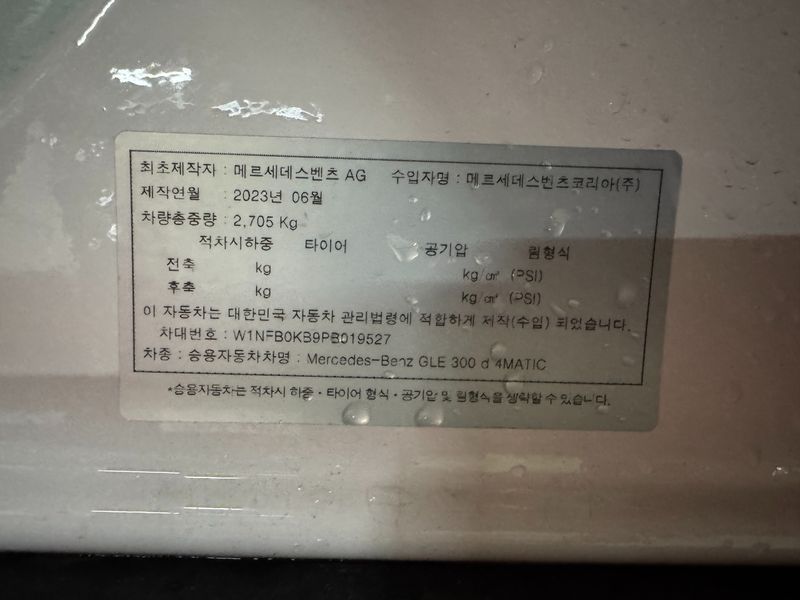 최초제작자 : 메르세데스벤츠 AG 수입자명 : 메르세데스벤츠코리아(주)
제작연월 : 2023년 06월
차량총중량 : 2,705 Kg
적차시하중 타이어 공기압 림형식
전축 kg kg/㎠ (PSI)
후축 kg kg/㎠ (PSI)
이 자동차는 대한민국 자동차 관리법령에 적합하게 제작(수입) 되었습니다.
차대번호 : W1NFB0KB9PB019527
차종 : 승용자동차차명 : Mercedes-Benz GLE 300 d 4MATIC
*승용자동차는 적차시 하중·타이어 형식·공기압 및 림형식을 생략할 수 있습니다.